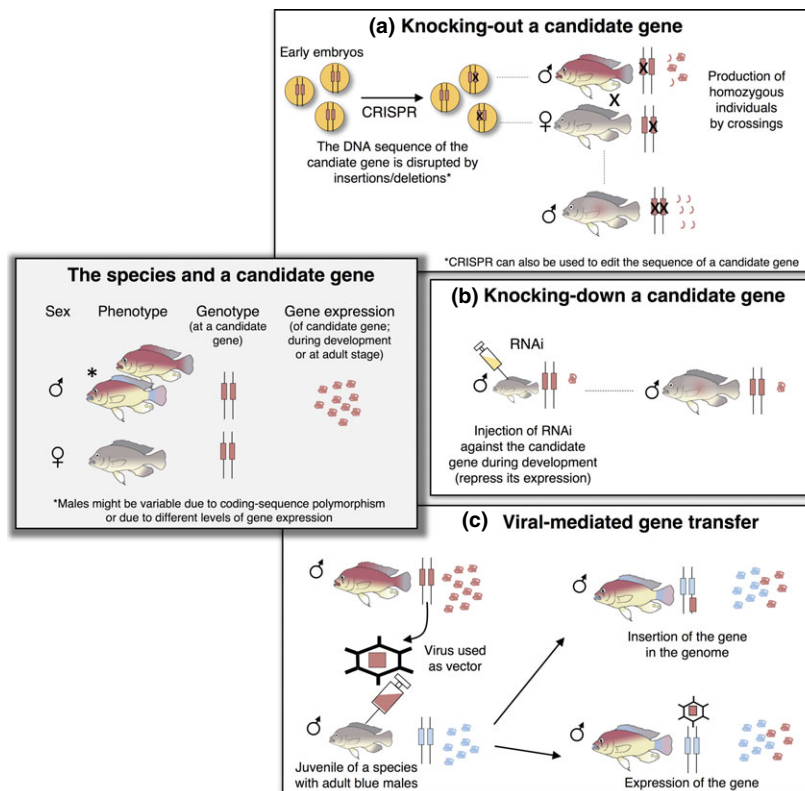 (a) Knocking-out a candidate gene
Early embryos
CRISPR
The DNA sequence of the
candiate gene is disrupted by
insertions/deletions*
♂
X
♀
♂
Production of
homozygous
individuals
by crossings
*CRISPR can also be used to edit the sequence of a candidate gene
The species and a candidate gene
Sex Phenotype Genotype Gene expression
(at a candidate
gene)
(of candidate gene;
during development
or at adult stage)
*
♂
♀
*Males might be variable due to coding-sequence polymorphism
or due to different levels of gene expression
(b) Knocking-down a candidate gene
RNAi
♂
♂
Injection of RNAi
against the candidate
gene during development
(repress its expression)
(c) Viral-mediated gene transfer
♂
Virus used
as vector
♂
Juvenile of a species
with adult blue males
♂
Insertion of the gene
in the genome
♂
Expression of the gene